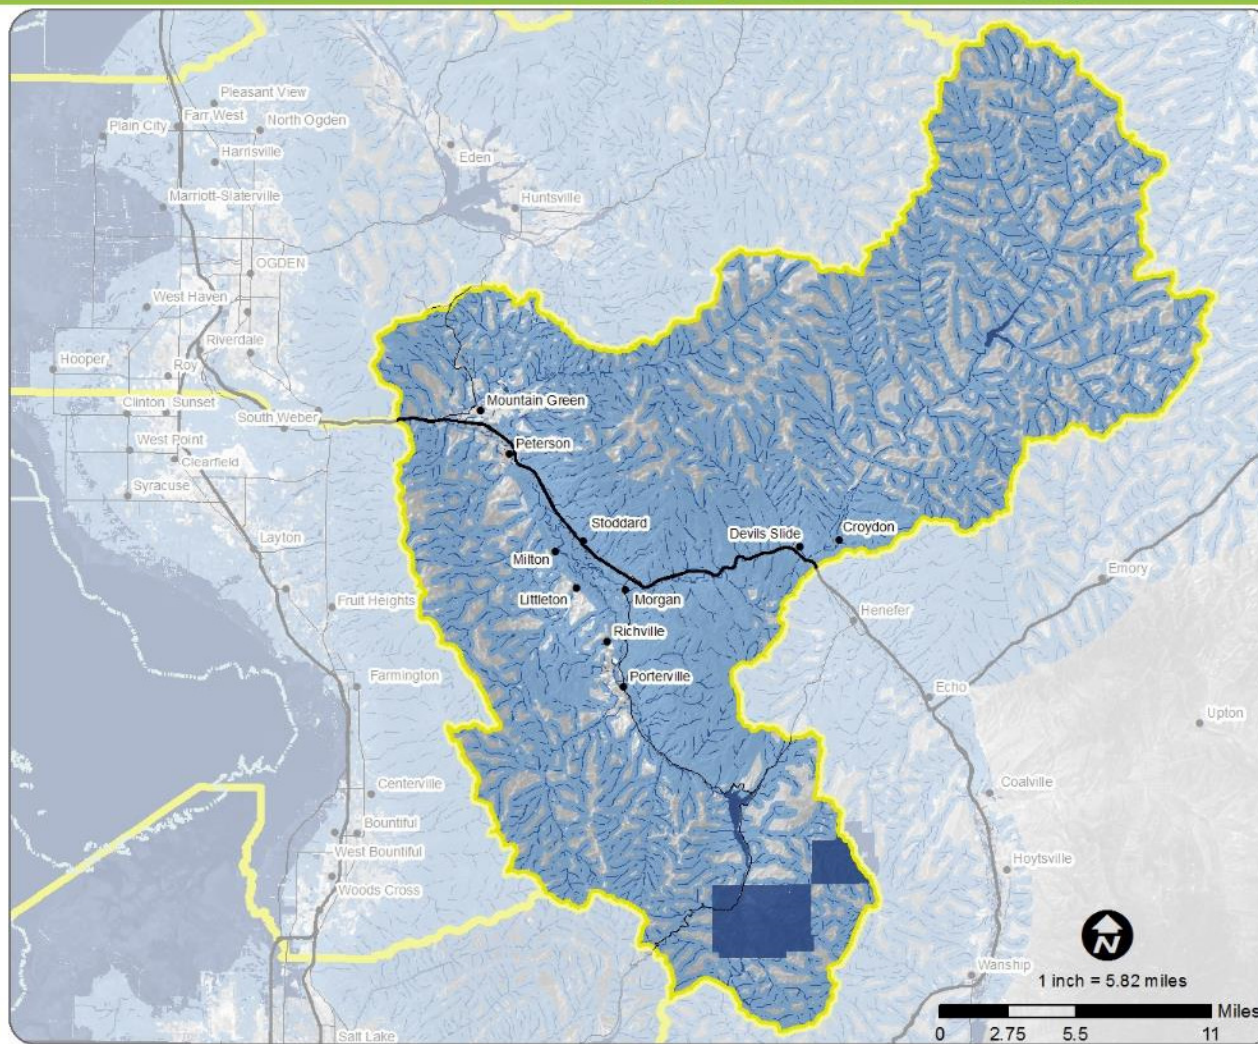 Pleasant View
Farr West
Plain City
North Ogden
Harrisville
Eden
Marriott-Slaterville
Huntsville
OGDEN
West Haven
Riverdale
Hooper
Roy
Mountain Green
Clinton
Sunset
South Weber
Peterson
West Point
Clearfield
Syracuse
Stoddard
Devils Slide
Croydon
Layton
Milton
Emory
Littleton
Morgan
Fruit Heights
Henefer
Richville
Farmington
Porterville
Echo
Upton
Centerville
Coalville
Bountiful
West Bountiful
Hoytsville
Woods Cross
N
Wanship
1 inch = 5.82 miles
Miles
0 2.75 5.5 11
Salt Lake